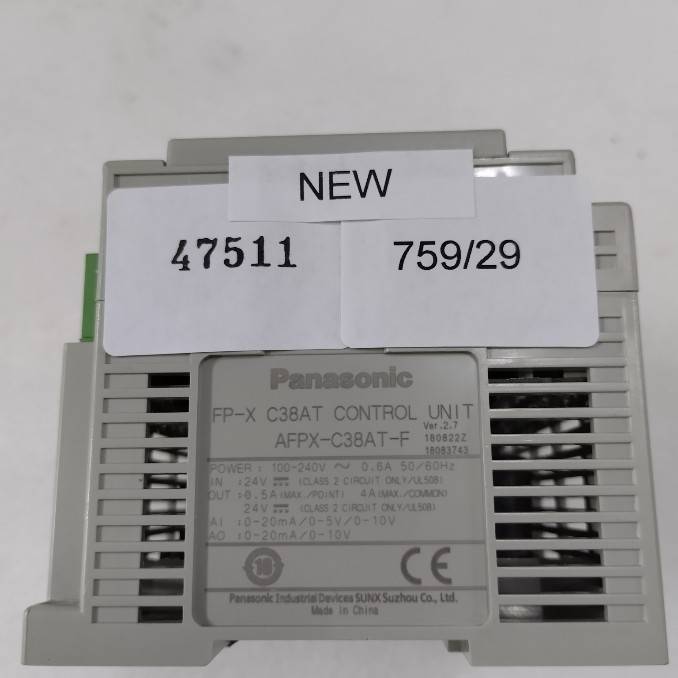 NEW
47511
759/29
Panasonic
FP-X C38AT CONTROL UNIT
AFPX-C38AT-F
Ver.2.7
180822Z
18083743
POWER : 100-240V ~ 0.6A 50/60Hz
IN : 24V ⎓ (CLASS 2 CIRCUIT ONLY/UL508)
OUT : 0.5A(MAX./POINT) 4A(MAX./COMMON)
24V ⎓ (CLASS 2 CIRCUIT ONLY/UL508)
AI : 0-20mA/0-5V/0-10V
AO : 0-20mA/0-10V
CE
Panasonic Industrial Devices SUNX Suzhou Co., Ltd.
Made in China